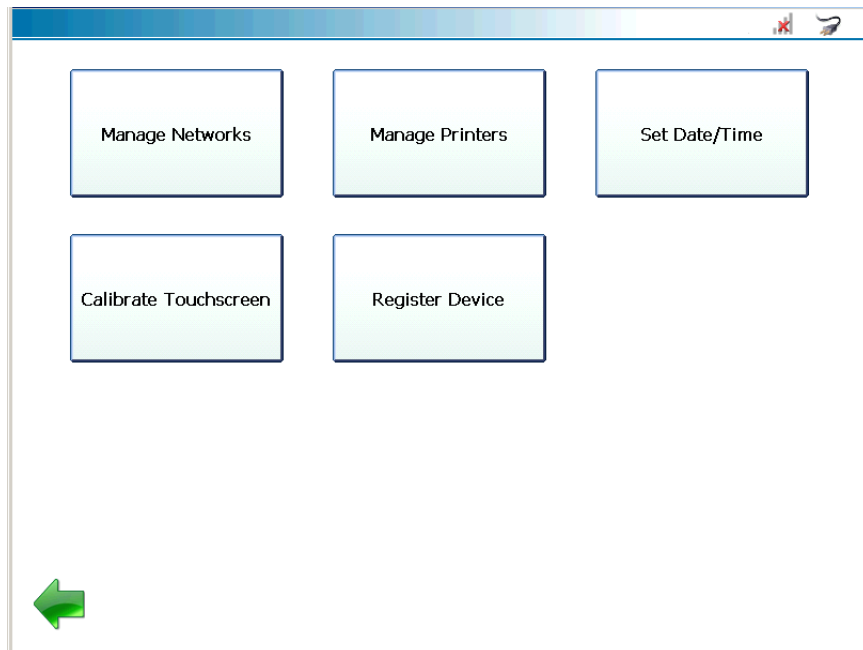 Manage Networks
Manage Printers
Set Date/Time
Calibrate Touchscreen
Register Device